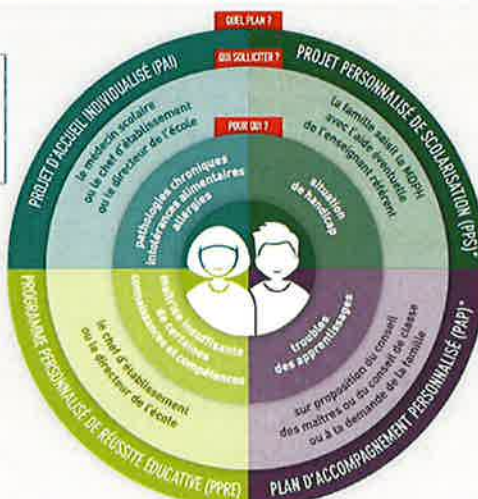 QUEL PLAN ?
QUI SOLLICITER ?
POUR QUI ?
PROJET D'ACCUEIL INDIVIDUALISÉ (PAI)
le médecin scolaire
ou le chef d'établissement
ou le directeur de l'école
pathologies chroniques
intolérances alimentaires
allergies
PROJET PERSONNALISÉ DE SCOLARISATION (PPS)*
la famille saisit la MDPH
avec l'aide éventuelle
de l'enseignant référent
situation
de handicap
PROGRAMME PERSONNALISÉ DE RÉUSSITE ÉDUCATIVE (PPRE)
le chef d'établissement
ou le directeur de l'école
maîtrise insuffisante
de certaines
connaissances et compétences
PLAN D'ACCOMPAGNEMENT PERSONNALISÉ (PAP)*
sur proposition du conseil
des maîtres ou du conseil de classe
ou à la demande de la famille
troubles
des apprentissages